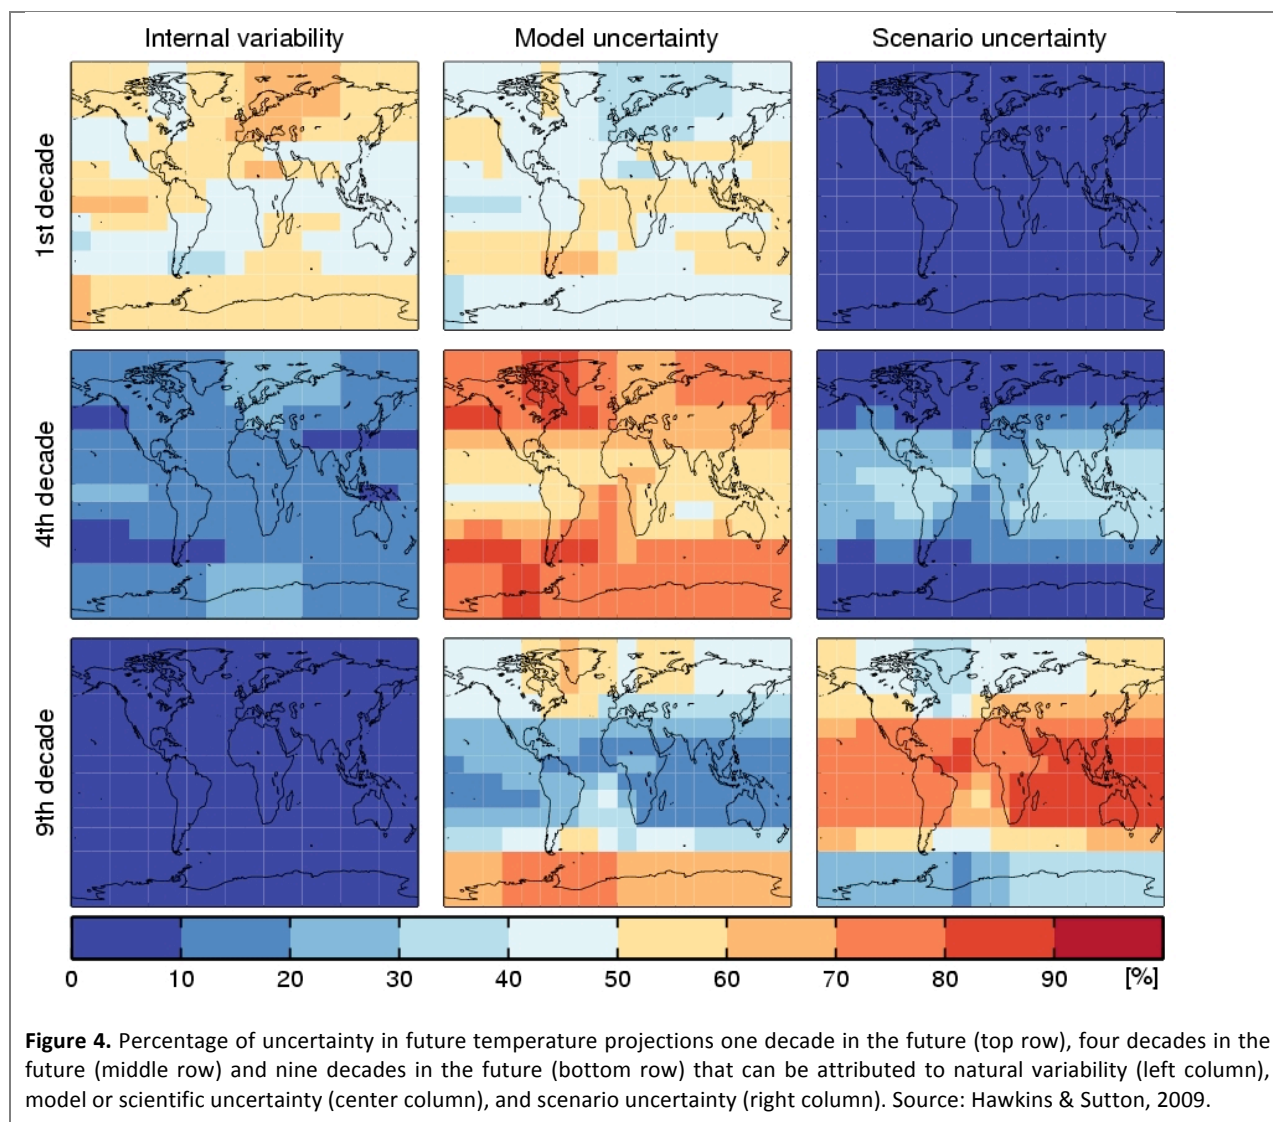 Internal variability Model uncertainty Scenario uncertainty
1st decade
4th decade
9th decade
0 10 20 30 40 50 60 70 80 90 [%]
Figure 4. Percentage of uncertainty in future temperature projections one decade in the future (top row), four decades in the
future (middle row) and nine decades in the future (bottom row) that can be attributed to natural variability (left column),
model or scientific uncertainty (center column), and scenario uncertainty (right column). Source: Hawkins & Sutton, 2009.